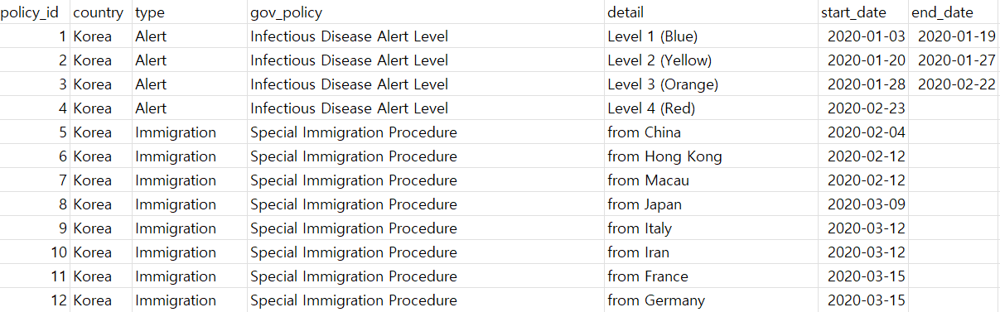 policy_id country type gov_policy detail start_date end_date
1 Korea Alert Infectious Disease Alert Level Level 1 (Blue) 2020-01-03 2020-01-19
2 Korea Alert Infectious Disease Alert Level Level 2 (Yellow) 2020-01-20 2020-01-27
3 Korea Alert Infectious Disease Alert Level Level 3 (Orange) 2020-01-28 2020-02-22
4 Korea Alert Infectious Disease Alert Level Level 4 (Red) 2020-02-23
5 Korea Immigration Special Immigration Procedure from China 2020-02-04
6 Korea Immigration Special Immigration Procedure from Hong Kong 2020-02-12
7 Korea Immigration Special Immigration Procedure from Macau 2020-02-12
8 Korea Immigration Special Immigration Procedure from Japan 2020-03-09
9 Korea Immigration Special Immigration Procedure from Italy 2020-03-12
10 Korea Immigration Special Immigration Procedure from Iran 2020-03-12
11 Korea Immigration Special Immigration Procedure from France 2020-03-15
12 Korea Immigration Special Immigration Procedure from Germany 2020-03-15